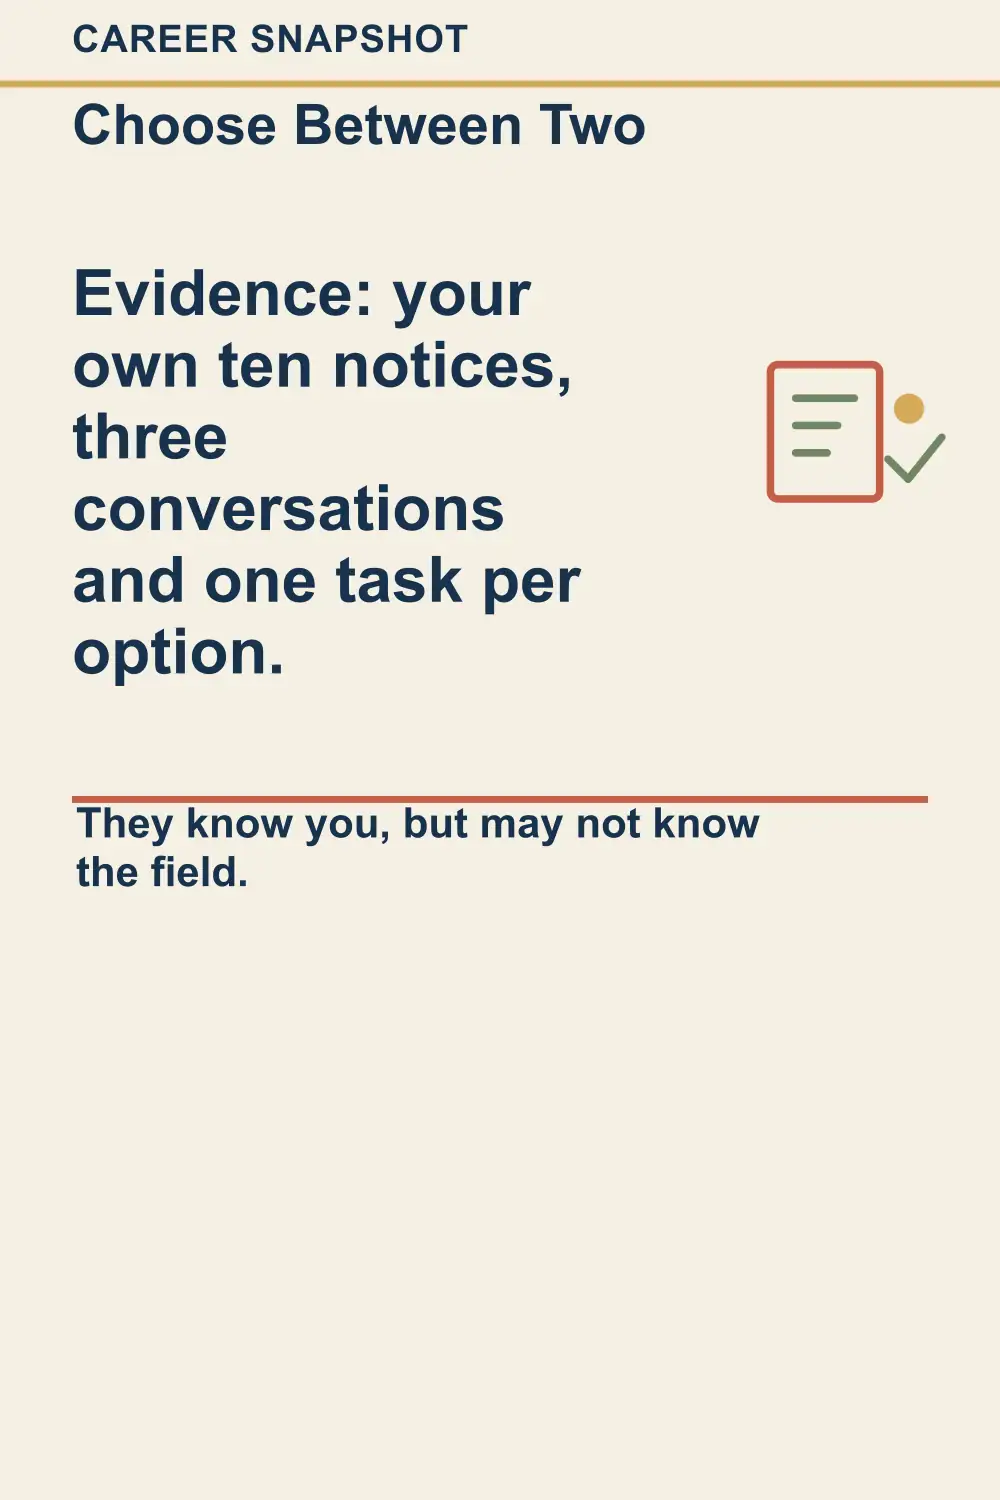 CAREER SNAPSHOT
Choose Between Two
Evidence: your
own ten notices,
three
conversations
and one task per
option.
They know you, but may not know
the field.